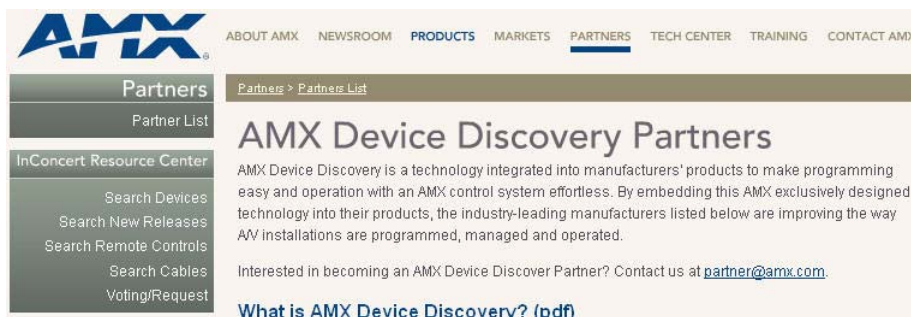 AMX
ABOUT AMX NEWSROOM PRODUCTS MARKETS PARTNERS TECH CENTER TRAINING CONTACT AMX
Partners
Partner List
InConcert Resource Center
Search Devices
Search New Releases
Search Remote Controls
Search Cables
Voting/Request
Partners > Partners List
AMX Device Discovery Partners
AMX Device Discovery is a technology integrated into manufacturers' products to make programming
easy and operation with an AMX control system effortless. By embedding this AMX exclusively designed
technology into their products, the industry-leading manufacturers listed below are improving the way
A/V installations are programmed, managed and operated.
Interested in becoming an AMX Device Discover Partner? Contact us at partner@amx.com.
What is AMX Device Discovery? (pdf)